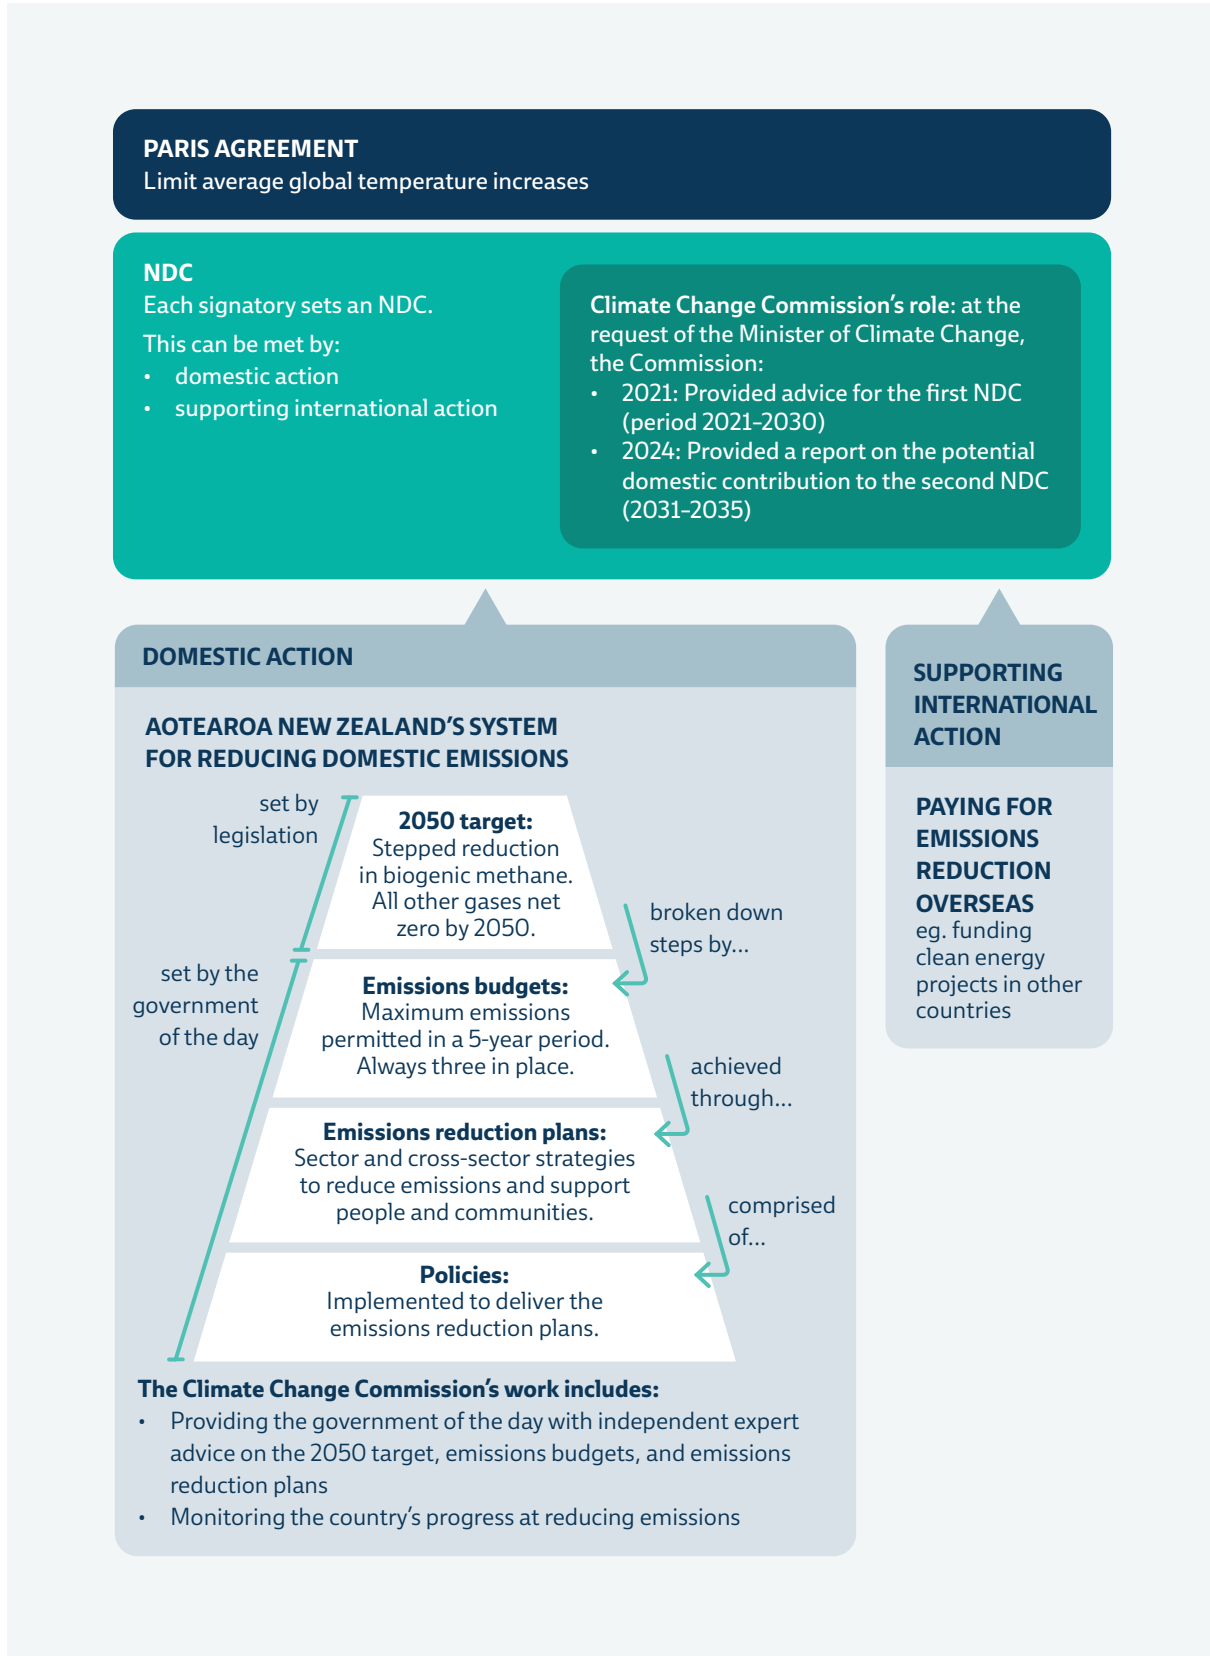 PARIS AGREEMENT
Limit average global temperature increases
NDC
Each signatory sets an NDC.
This can be met by:
• domestic action
• supporting international action
Climate Change Commission’s role: at the
request of the Minister of Climate Change,
the Commission:
• 2021: Provided advice for the first NDC
(period 2021–2030)
• 2024: Provided a report on the potential
domestic contribution to the second NDC
(2031–2035)
DOMESTIC ACTION
AOTEAROA NEW ZEALAND’S SYSTEM
FOR REDUCING DOMESTIC EMISSIONS
set by
legislation
2050 target:
Stepped reduction
in biogenic methane.
All other gases net
zero by 2050.
broken down
steps by...
set by the
government
of the day
Emissions budgets:
Maximum emissions
permitted in a 5-year period.
Always three in place.
achieved
through...
Emissions reduction plans:
Sector and cross-sector strategies
to reduce emissions and support
people and communities.
comprised
of...
Policies:
Implemented to deliver the
emissions reduction plans.
The Climate Change Commission’s work includes:
• Providing the government of the day with independent expert
advice on the 2050 target, emissions budgets, and emissions
reduction plans
• Monitoring the country’s progress at reducing emissions
SUPPORTING
INTERNATIONAL
ACTION
PAYING FOR
EMISSIONS
REDUCTION
OVERSEAS
eg. funding
clean energy
projects in other
countries